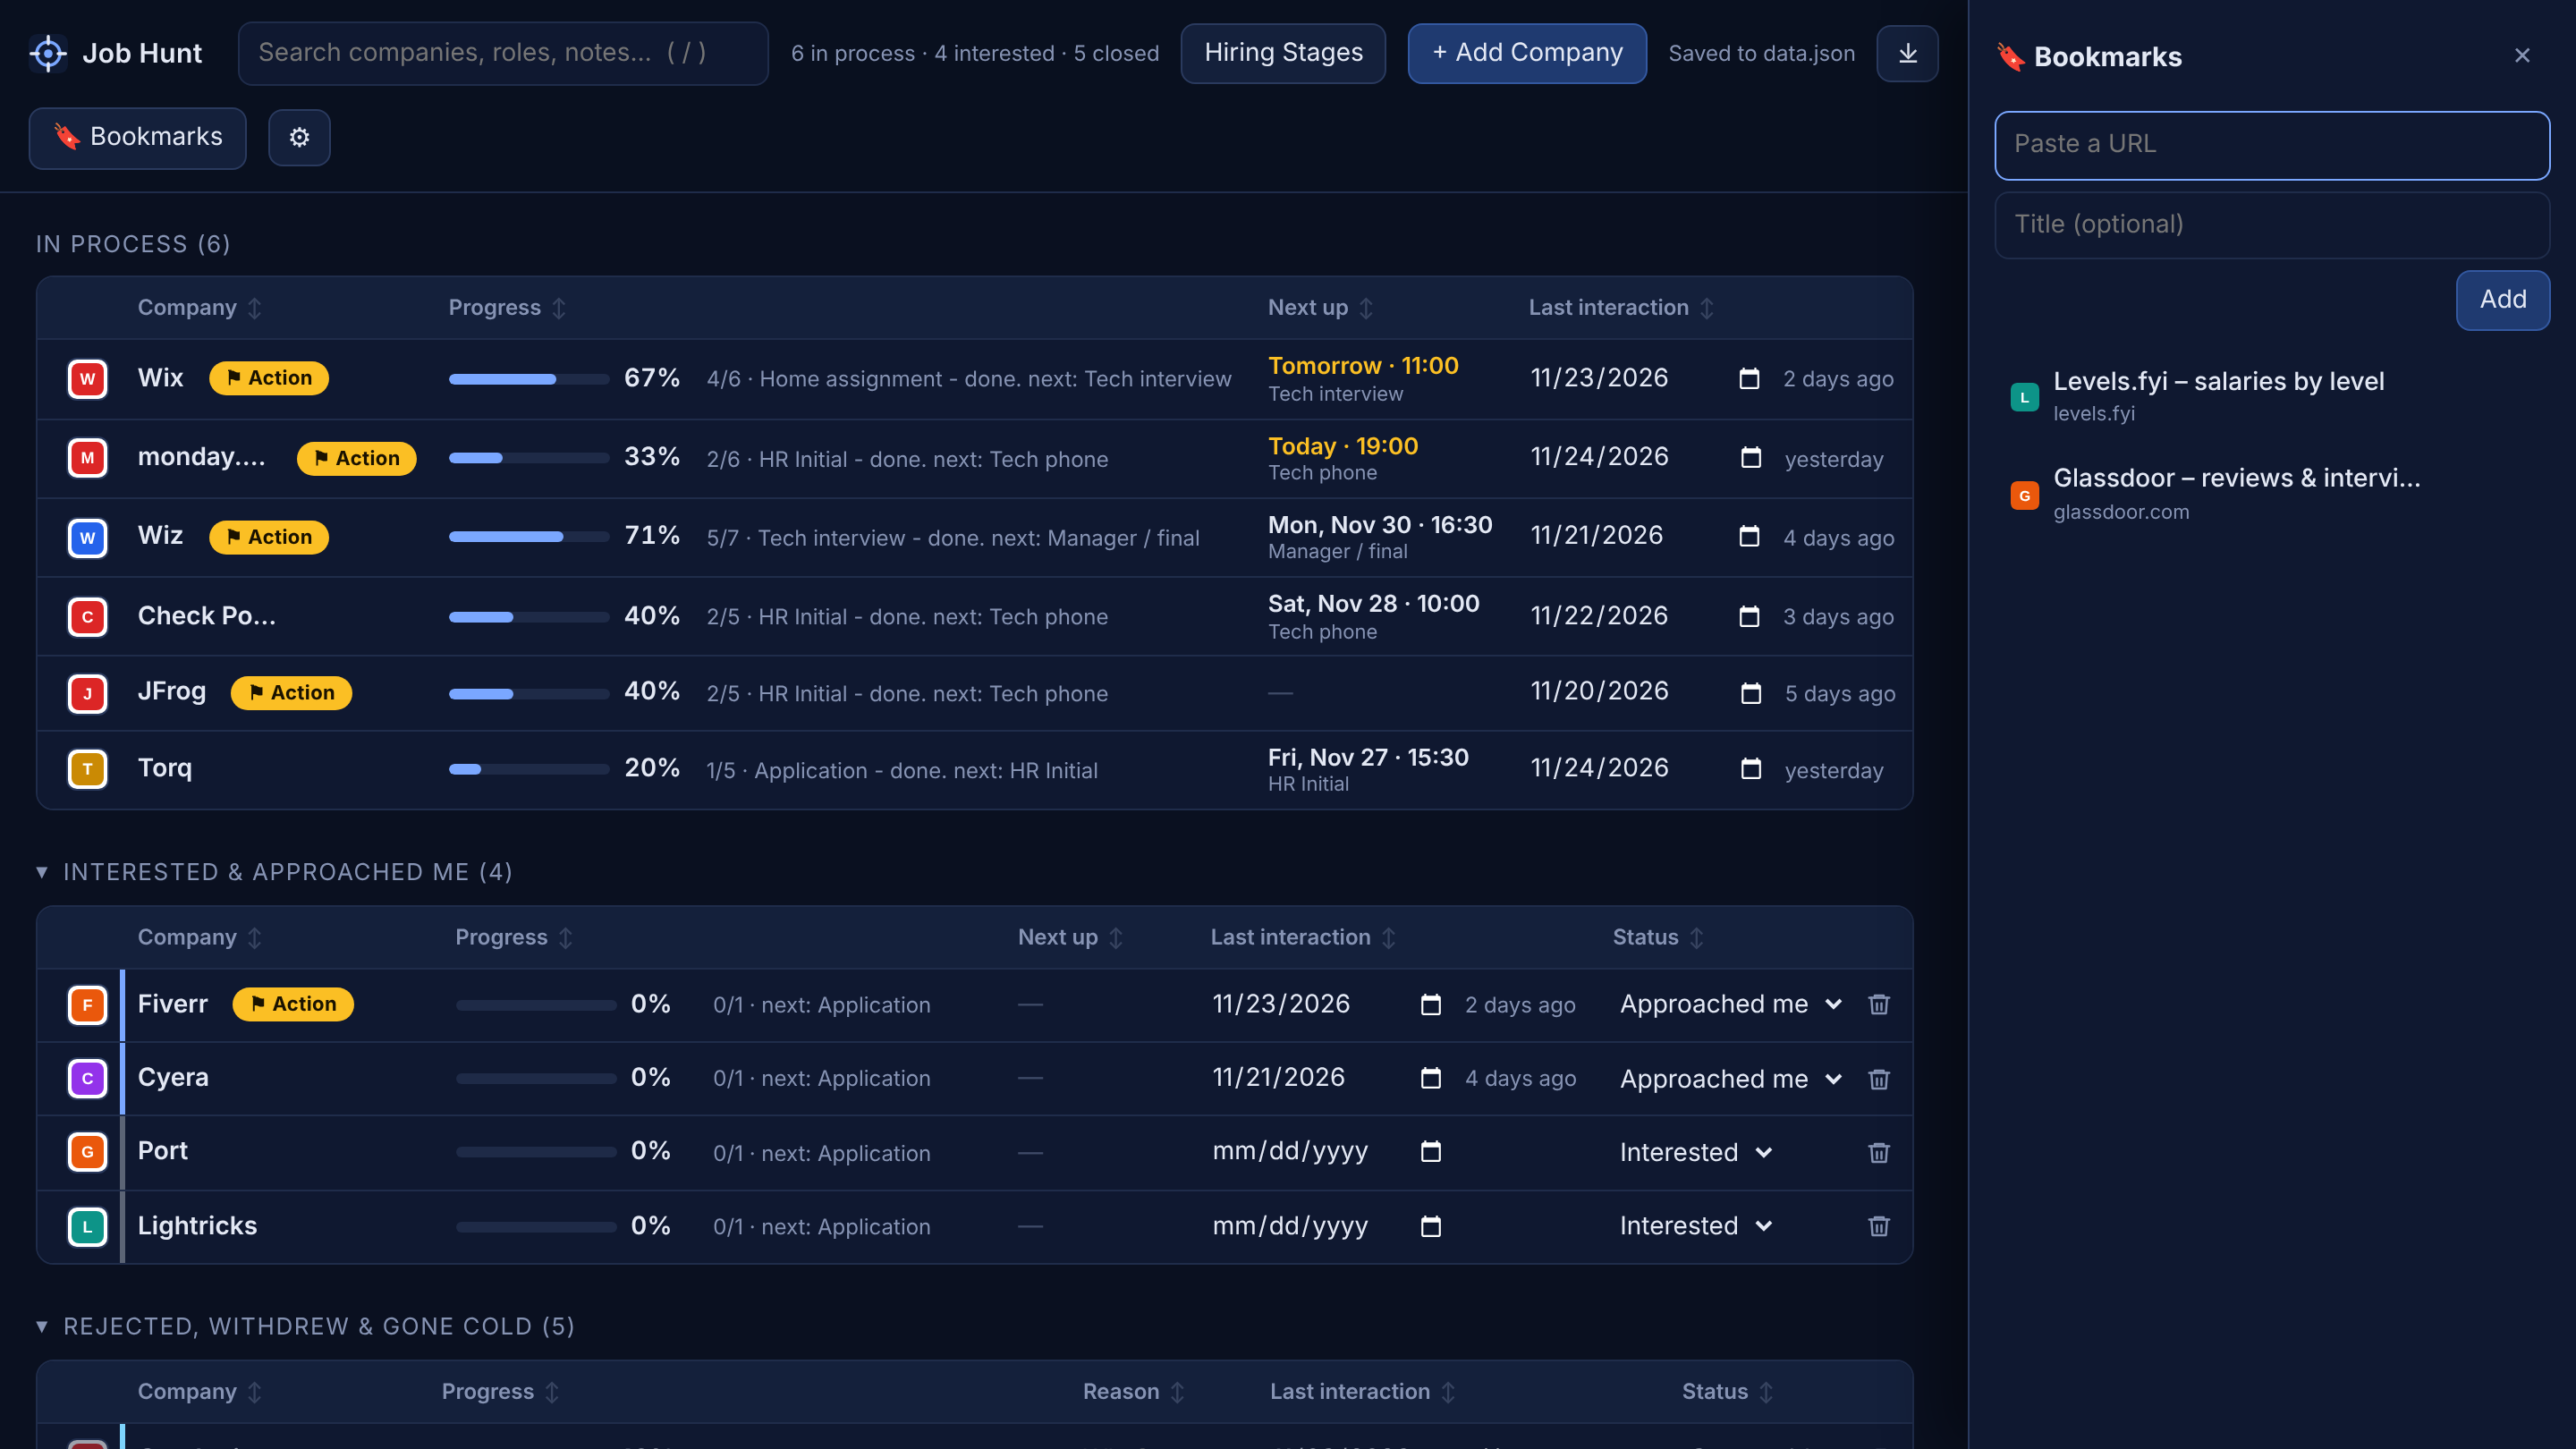 Job Hunt
Search companies, roles, notes... ( / )
6 in process · 4 interested · 5 closed
Hiring Stages
+ Add Company
Saved to data.json
Bookmarks
IN PROCESS (6)
Company Progress Next up Last interaction
W Wix Action 67% 4/6 · Home assignment - done. next: Tech interview Tomorrow · 11:00 11/23/2026 2 days ago
Tech interview
M monday.... Action 33% 2/6 · HR Initial - done. next: Tech phone Today · 19:00 11/24/2026 yesterday
Tech phone
W Wiz Action 71% 5/7 · Tech interview - done. next: Manager / final Mon, Nov 30 · 16:30 11/21/2026 4 days ago
Manager / final
C Check Po... 40% 2/5 · HR Initial - done. next: Tech phone Sat, Nov 28 · 10:00 11/22/2026 3 days ago
Tech phone
J JFrog Action 40% 2/5 · HR Initial - done. next: Tech phone — 11/20/2026 5 days ago
T Torq 20% 1/5 · Application - done. next: HR Initial Fri, Nov 27 · 15:30 11/24/2026 yesterday
HR Initial
INTERESTED & APPROACHED ME (4)
Company Progress Next up Last interaction Status
F Fiverr Action 0% 0/1 · next: Application — 11/23/2026 2 days ago Approached me
C Cyera 0% 0/1 · next: Application — 11/21/2026 4 days ago Approached me
G Port 0% 0/1 · next: Application — mm/dd/yyyy Interested
L Lightricks 0% 0/1 · next: Application — mm/dd/yyyy Interested
REJECTED, WITHDREW & GONE COLD (5)
Company Progress Reason Last interaction Status
Bookmarks
Paste a URL
Title (optional)
Add
L Levels.fyi – salaries by level
levels.fyi
G Glassdoor – reviews & intervi...
glassdoor.com